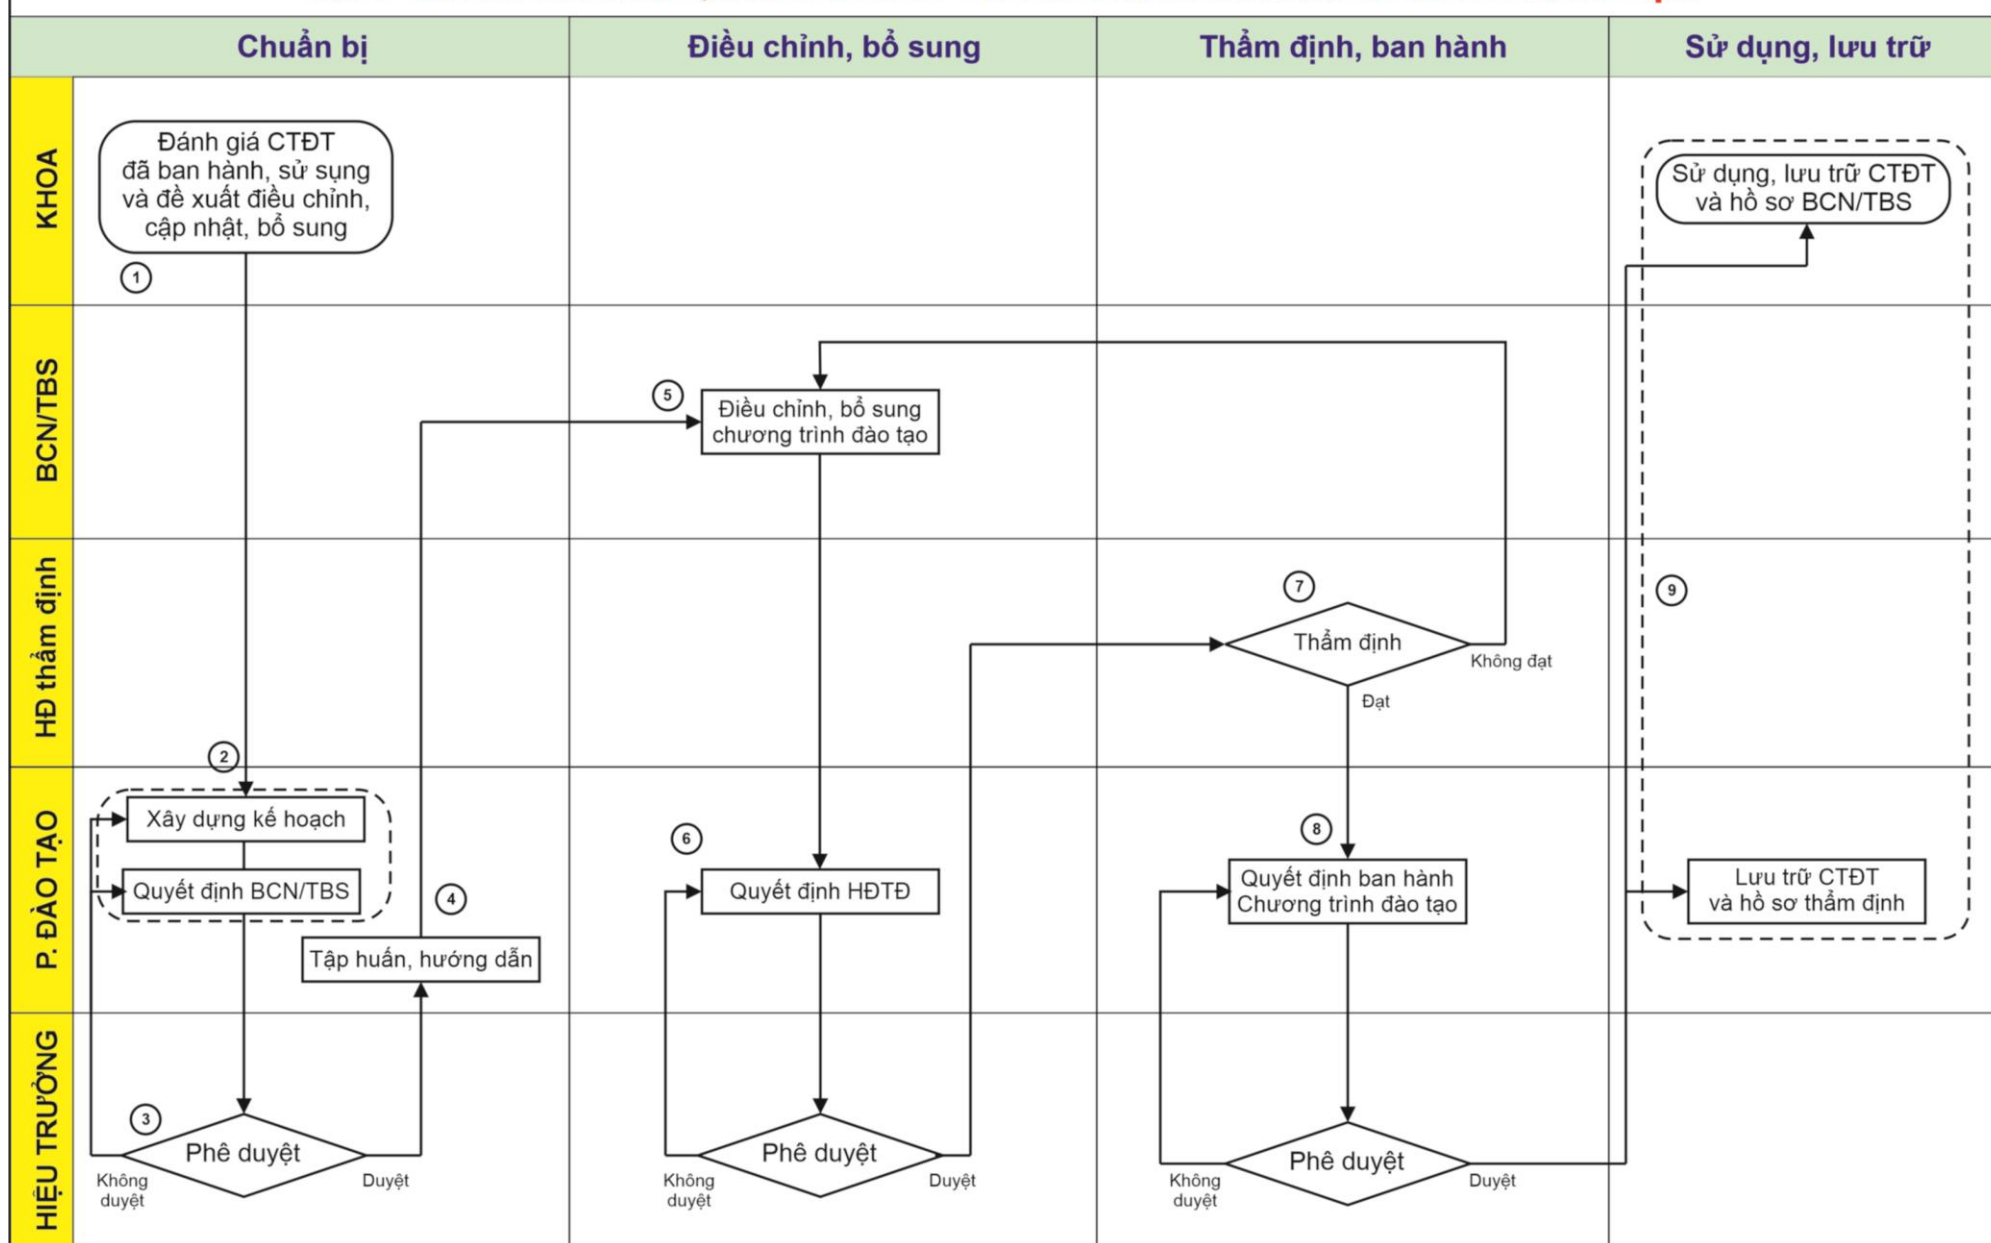 Chuẩn bị
Điều chỉnh, bổ sung
Thẩm định, ban hành
Sử dụng, lưu trữ
KHOA
Đánh giá CTĐT
đã ban hành, sử sụng
và đề xuất điều chỉnh,
cập nhật, bổ sung
1
Sử dụng, lưu trữ CTĐT
và hồ sơ BCN/TBS
BCN/TBS
5
Điều chỉnh, bổ sung
chương trình đào tạo
HĐ thẩm định
7
Thẩm định
Không đạt
Đạt
9
2
P. ĐÀO TẠO
Xây dựng kế hoạch
Quyết định BCN/TBS
4
Tập huấn, hướng dẫn
6
Quyết định HĐTĐ
8
Quyết định ban hành
Chương trình đào tạo
Lưu trữ CTĐT
và hồ sơ thẩm định
HIỆU TRƯỞNG
3
Phê duyệt
Không
duyệt
Duyệt
Phê duyệt
Không
duyệt
Duyệt
Phê duyệt
Không
duyệt
Duyệt